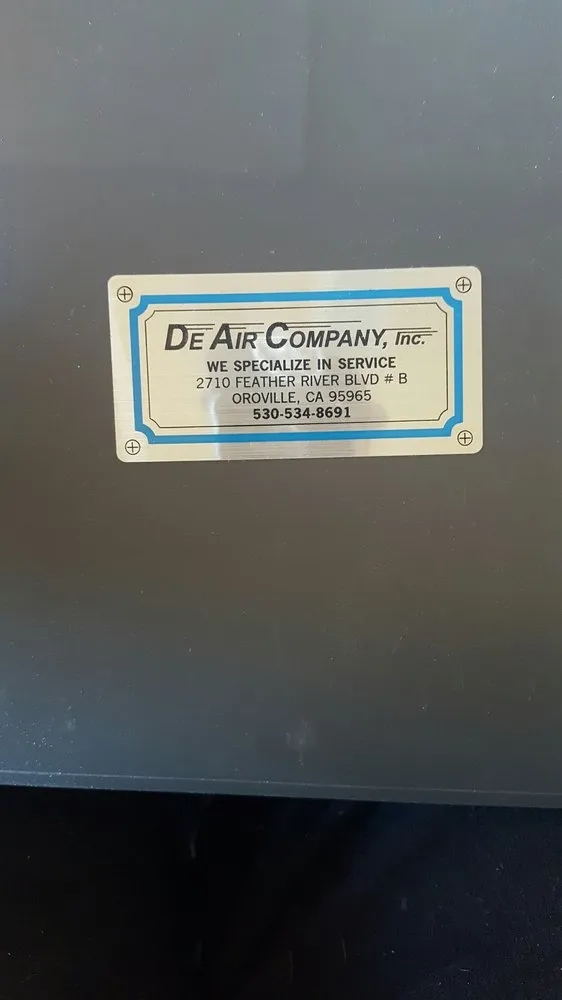 DE AIR COMPANY, Inc.
WE SPECIALIZE IN SERVICE
2710 FEATHER RIVER BLVD # B
OROVILLE, CA 95965
530-534-8691